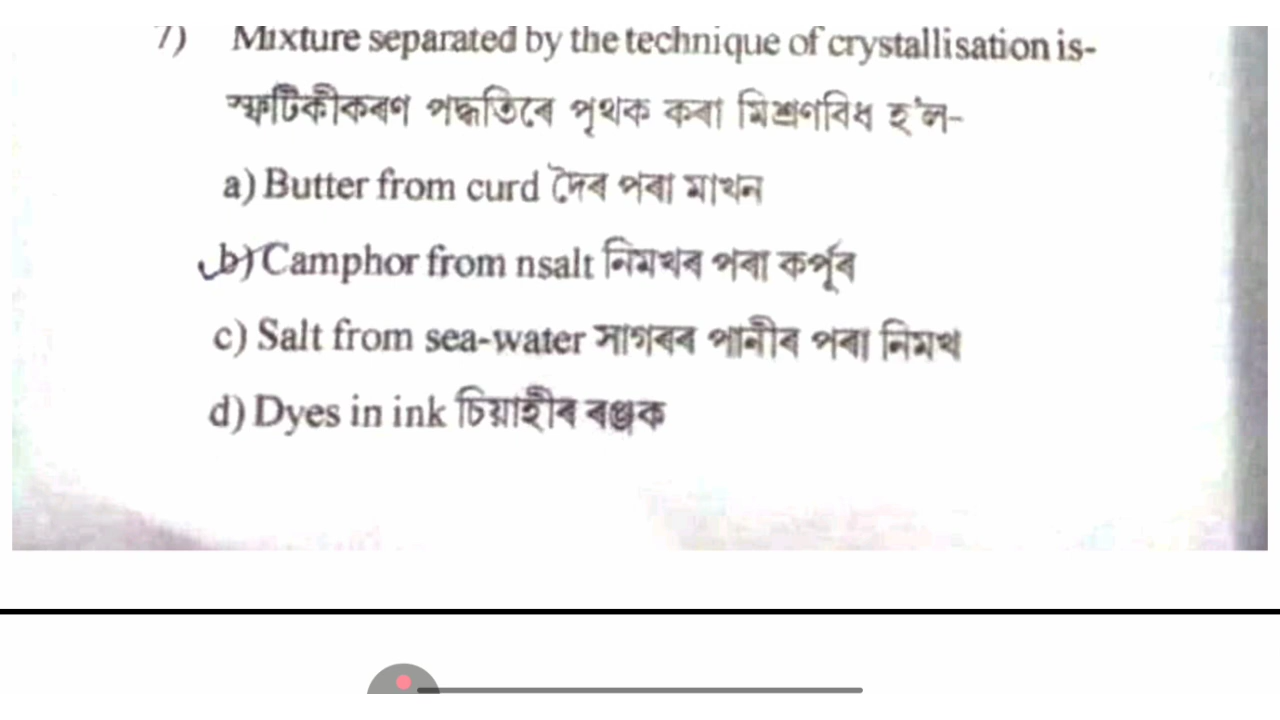 7) Mixture separated by the technique of crystallisation is-
স্ফটিকীকৰণ পদ্ধতিৰে পৃথক কৰা মিশ্ৰণবিধ হ'ল-
a) Butter from curd দৈৰ পৰা মাখন
b) Camphor from nsalt নিমখৰ পৰা কৰ্পূৰ
c) Salt from sea-water সাগৰৰ পানীৰ পৰা নিমখ
d) Dyes in ink চিয়াহীৰ ৰঞ্জক